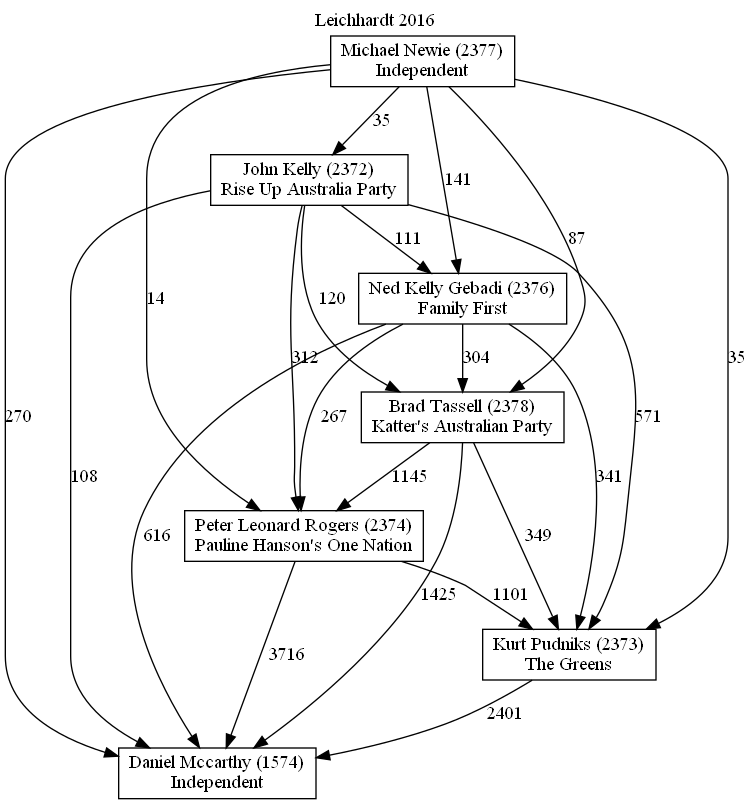 Leichhardt 2016
Michael Newie (2377)
Independent
35
John Kelly (2372)
Rise Up Australia Party
141
87
111
Ned Kelly Gebadi (2376)
Family First
14
120
312
304
35
Brad Tassell (2378)
Katter's Australian Party
270
267
571
108
1145
341
Peter Leonard Rogers (2374)
Pauline Hanson's One Nation
616
349
1425
1101
Kurt Pudniks (2373)
The Greens
3716
2401
Daniel Mccarthy (1574)
Independent